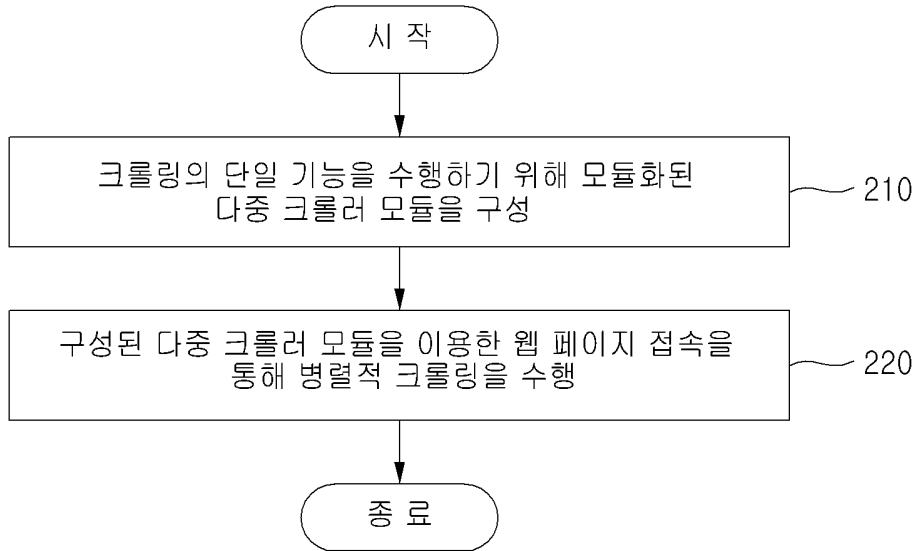 시 작
크롤링의 단일 기능을 수행하기 위해 모듈화된
다중 크롤러 모듈을 구성
210
구성된 다중 크롤러 모듈을 이용한 웹 페이지 접속을
통해 병렬적 크롤링을 수행
220
종 료